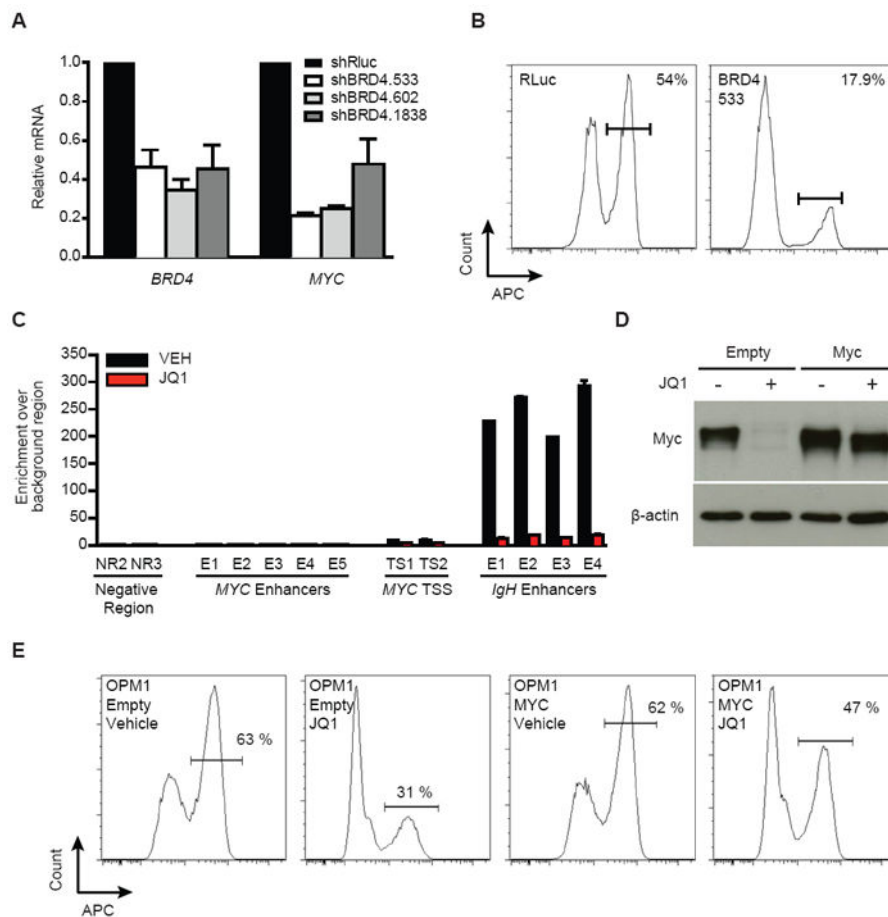 A
Relative mRNA
1.0
0.8
0.6
0.4
0.2
0.0
shRluc
shBRD4.533
shBRD4.602
shBRD4.1838
BRD4
MYC
B
RLuc
54%
BRD4
533
17.9%
Count
APC
C
Enrichment over
background region
350
300
250
200
150
100
50
0
VEH
JQ1
NR2 NR3 E1 E2 E3 E4 E5 TS1 TS2 E1 E2 E3 E4
Negative
Region
MYC Enhancers
MYC TSS
IgH Enhancers
D
Empty Myc
JQ1 - + - +
Myc
β-actin
E
OPM1
Empty
Vehicle
63 %
OPM1
Empty
JQ1
31 %
OPM1
MYC
Vehicle
62 %
OPM1
MYC
JQ1
47 %
Count
APC